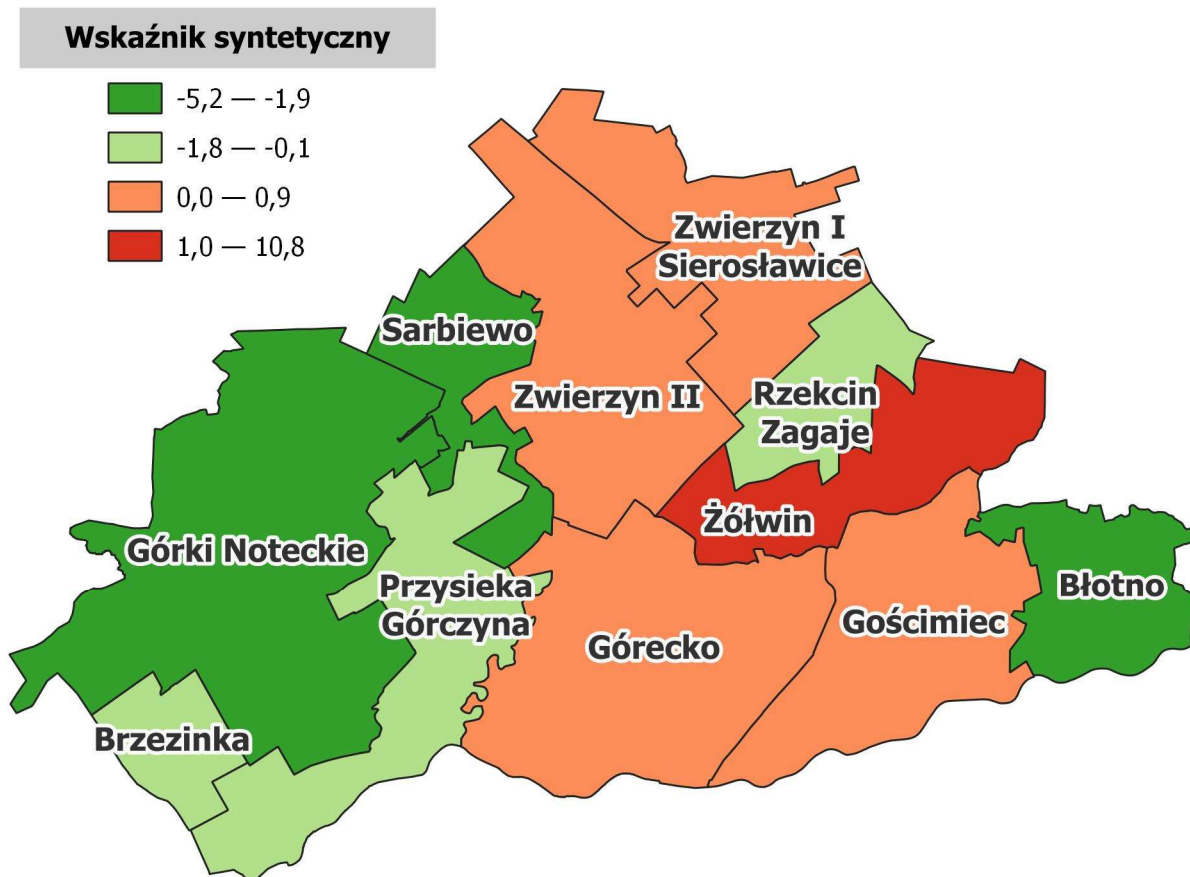 Wskaźnik syntetyczny
-5,2 — -1,9
-1,8 — -0,1
0,0 — 0,9
1,0 — 10,8
Zwierzyn I
Sierosławice
Sarbiewo
Zwierzyn II
Rzekcin
Zagaje
Żółwin
Górki Noteckie
Przysieka
Górczyna
Błotno
Gościmiec
Górecko
Brzezinka